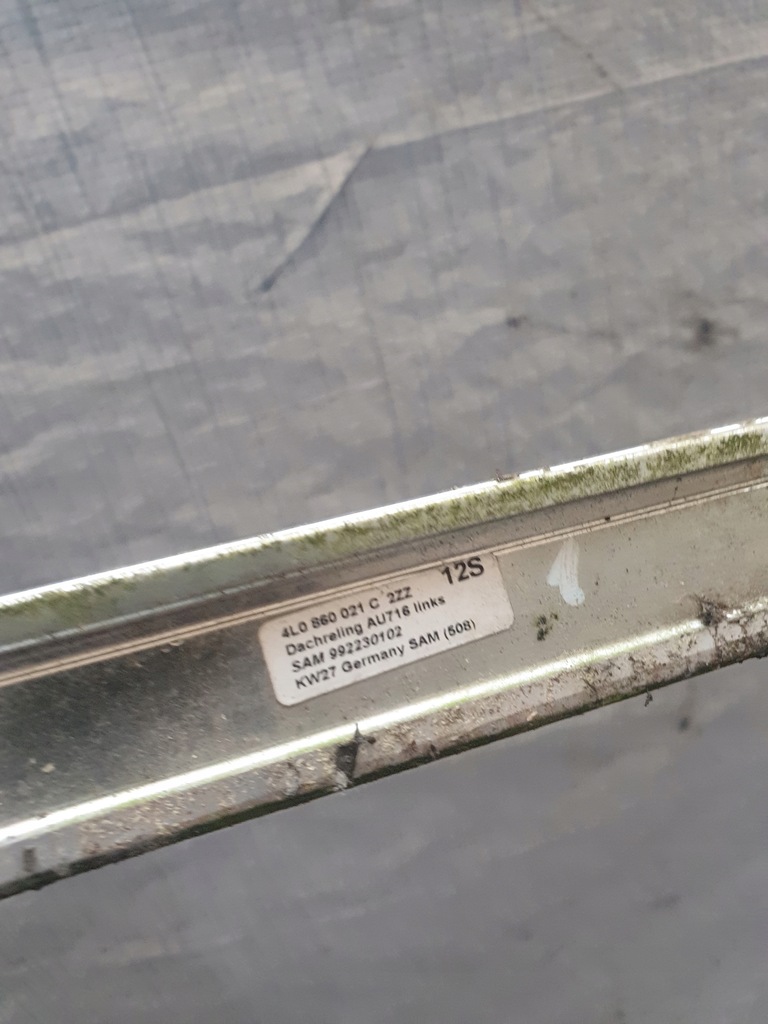 4L0 860 021 C 2ZZ 12S
Dachreling AU716 links
SAM 992230102
KW27 Germany SAM (508)